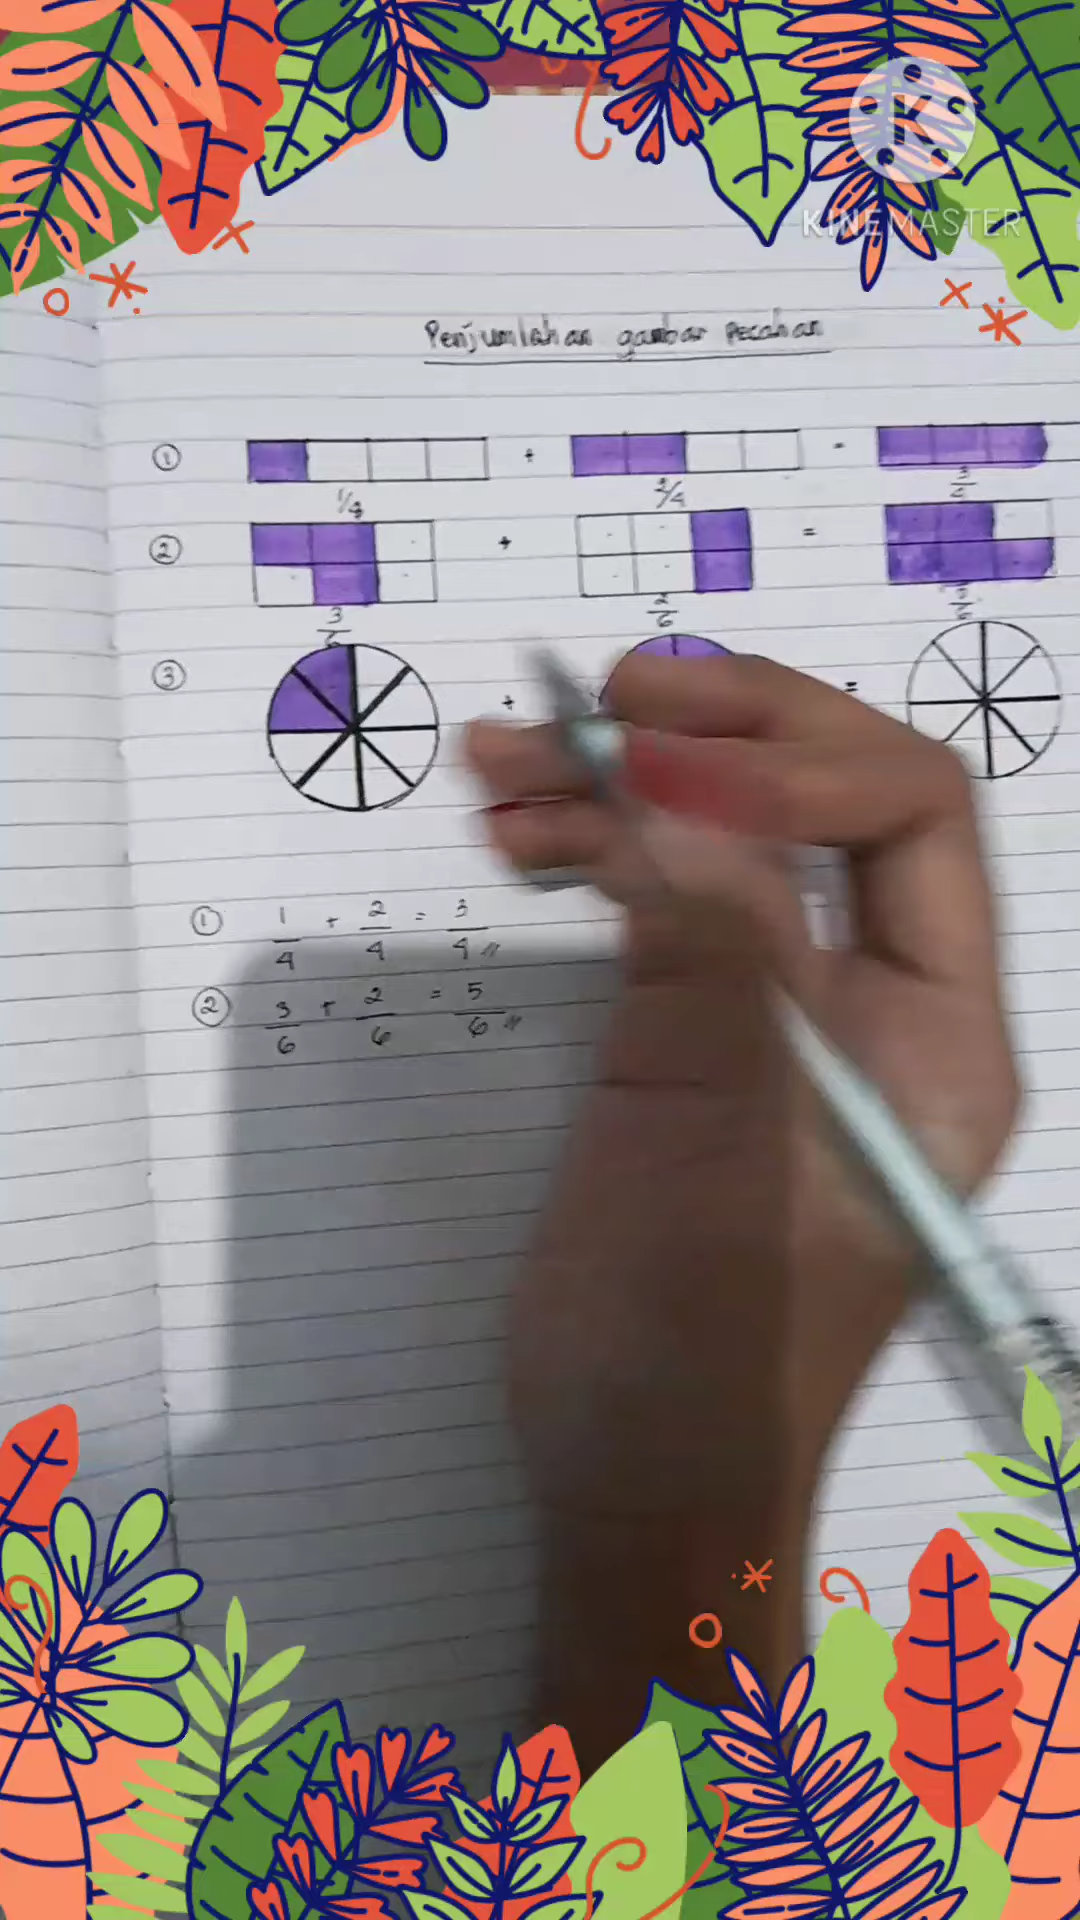 KINEMASTER
Penjumlahan gambar pecahan
① + =
1/4 2/4 3/4
② + =
3/6 2/6 5/6
③ + =
① 1/4 + 2/4 = 3/4 //
② 3/6 + 2/6 = 5/6 //